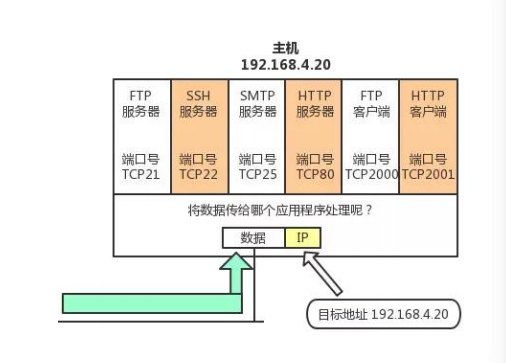 主机
192.168.4.20
FTP
服务器
端口号
TCP21
SSH
服务器
端口号
TCP22
SMTP
服务器
端口号
TCP25
HTTP
服务器
端口号
TCP80
FTP
客户端
端口号
TCP2000
HTTP
客户端
端口号
TCP2001
将数据传给哪个应用程序处理呢？
数据
IP
目标地址 192.168.4.20